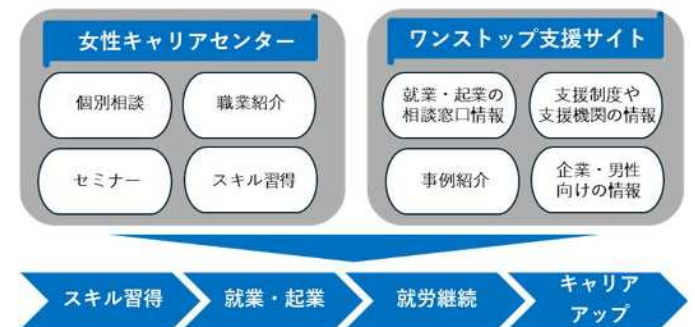 女性キャリアセンター
個別相談
職業紹介
セミナー
スキル習得
ワンストップ支援サイト
就業・起業の
相談窓口情報
支援制度や
支援機関の情報
事例紹介
企業・男性
向けの情報
スキル習得
就業・起業
就労継続
キャリア
アップ